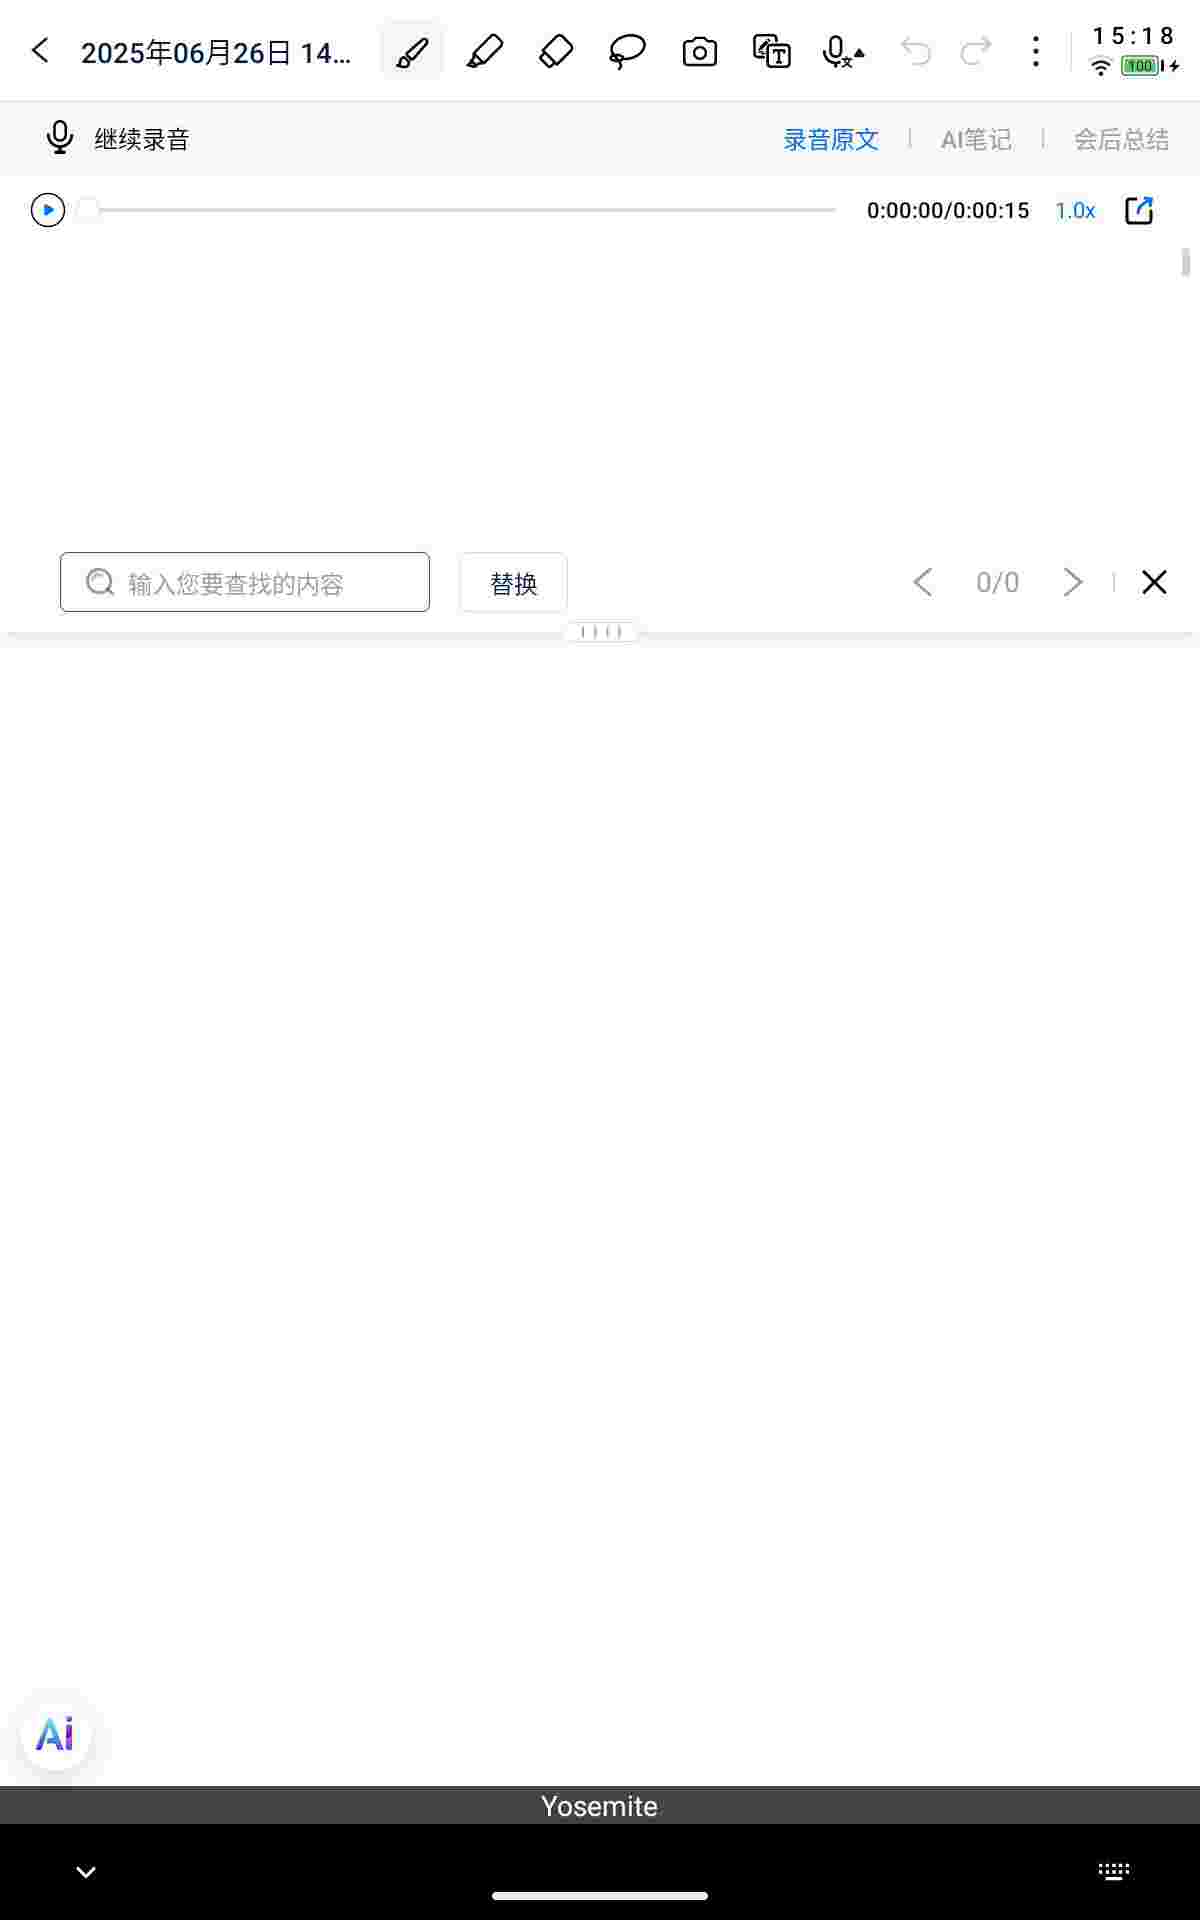 2025年06月26日 14...
15:18
100
继续录音
录音原文
AI笔记
会后总结
0:00:00/0:00:15
1.0x
输入您要查找的内容
替换
0/0
Ai
Yosemite